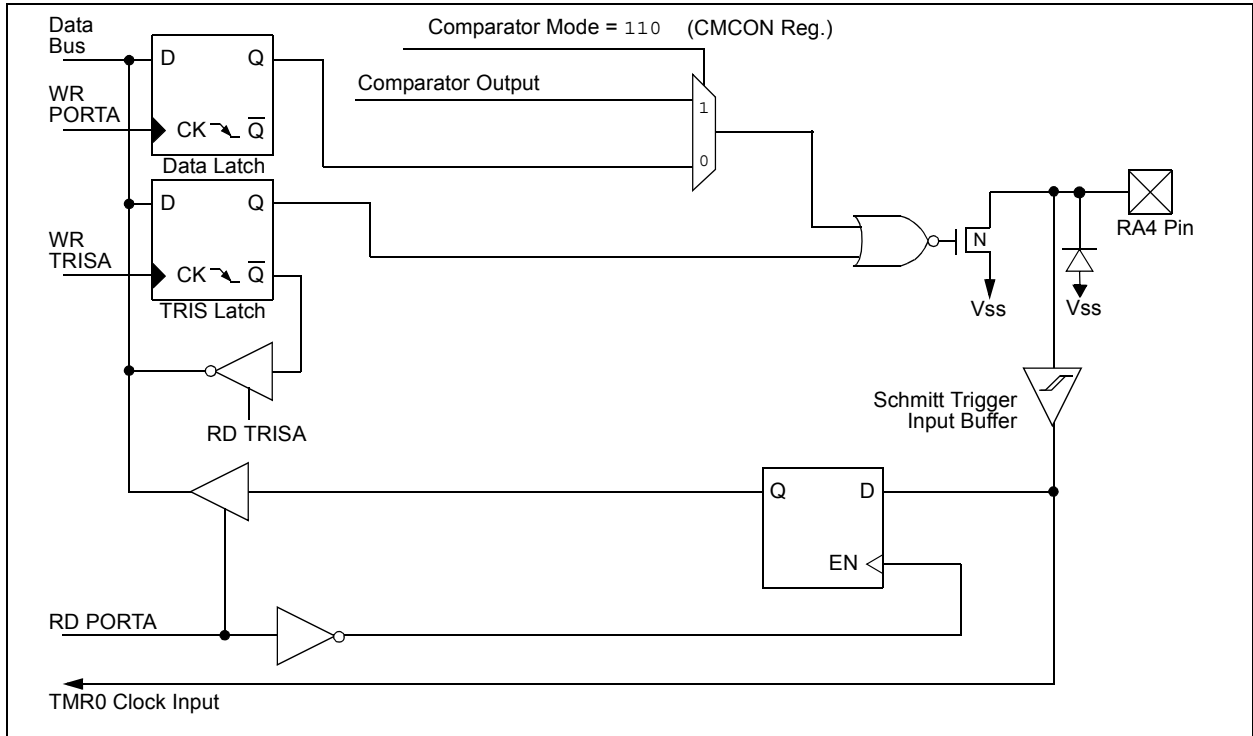 Data
Bus
Comparator Mode = 110 (CMCON Reg.)
D Q
Comparator Output
WR
PORTA
1
CK Q̅
0
Data Latch
D Q
WR
TRISA
CK Q̅
TRIS Latch
N
RA4 Pin
Vss
Vss
RD TRISA
Schmitt Trigger
Input Buffer
Q D
EN
RD PORTA
TMR0 Clock Input